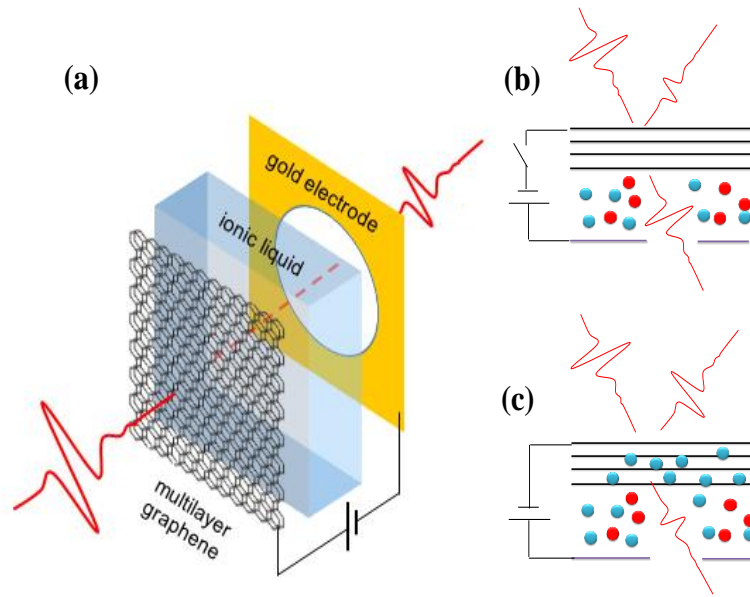 (a)
gold electrode
ionic liquid
multilayer
graphene
(b)
(c)